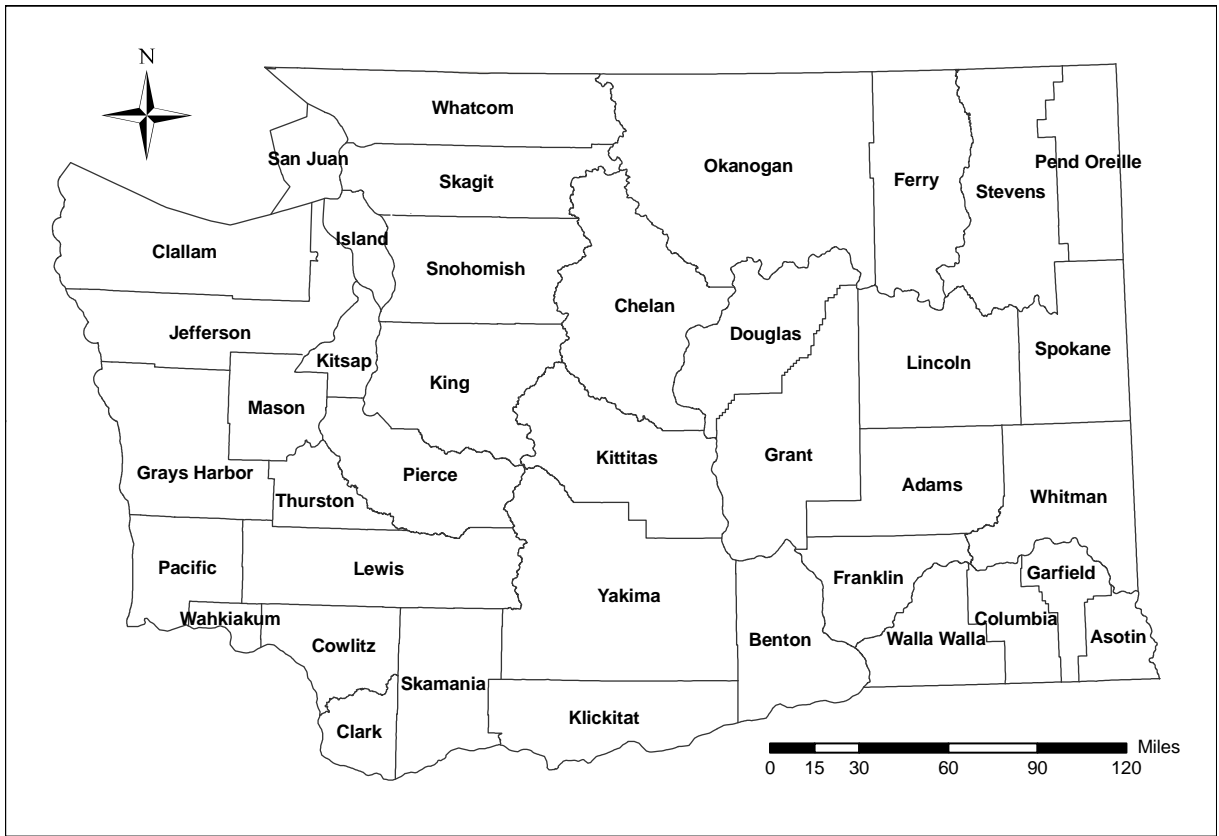 N
Whatcom
San Juan
Okanogan
Pend Oreille
Skagit
Ferry
Stevens
Island
Clallam
Snohomish
Chelan
Jefferson
Douglas
Kitsap
Lincoln
Spokane
King
Mason
Grant
Kittitas
Grays Harbor
Pierce
Adams
Thurston
Whitman
Pacific
Lewis
Garfield
Franklin
Yakima
Wahkiakum
Columbia
Cowlitz
Benton
Walla Walla
Asotin
Skamania
Klickitat
Clark
Miles
0 15 30 60 90 120